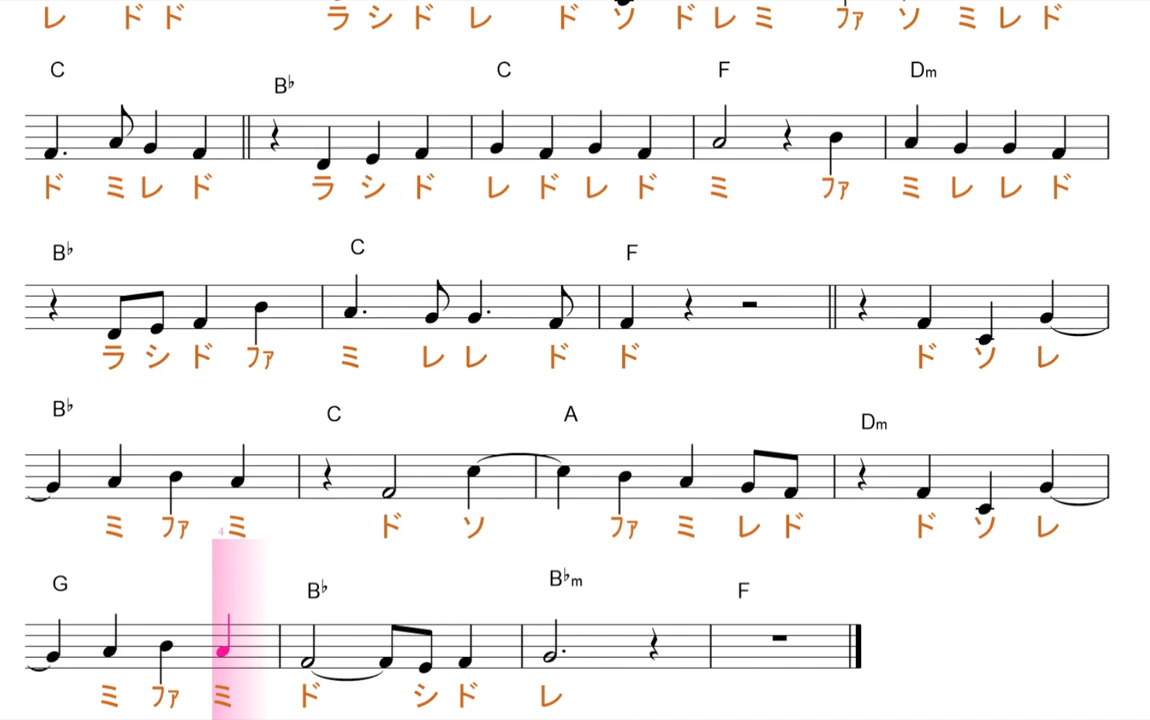 レ ド ド ラ シ ド レ ド ソ ド レ ミ ファ ソ ミ レ ド
C B♭ C F Dm
ド ミ レ ド ラ シ ド レ ド レ ド ミ ファ ミ レ レ ド
B♭ C F
ラ シ ド ファ ミ レ レ ド ド ド ソ レ
B♭ C A Dm
ミ ファ ミ ド ソ ファ ミ レ ド ド ソ レ
4
G B♭ B♭m F
ミ ファ ミ ド シ ド レ